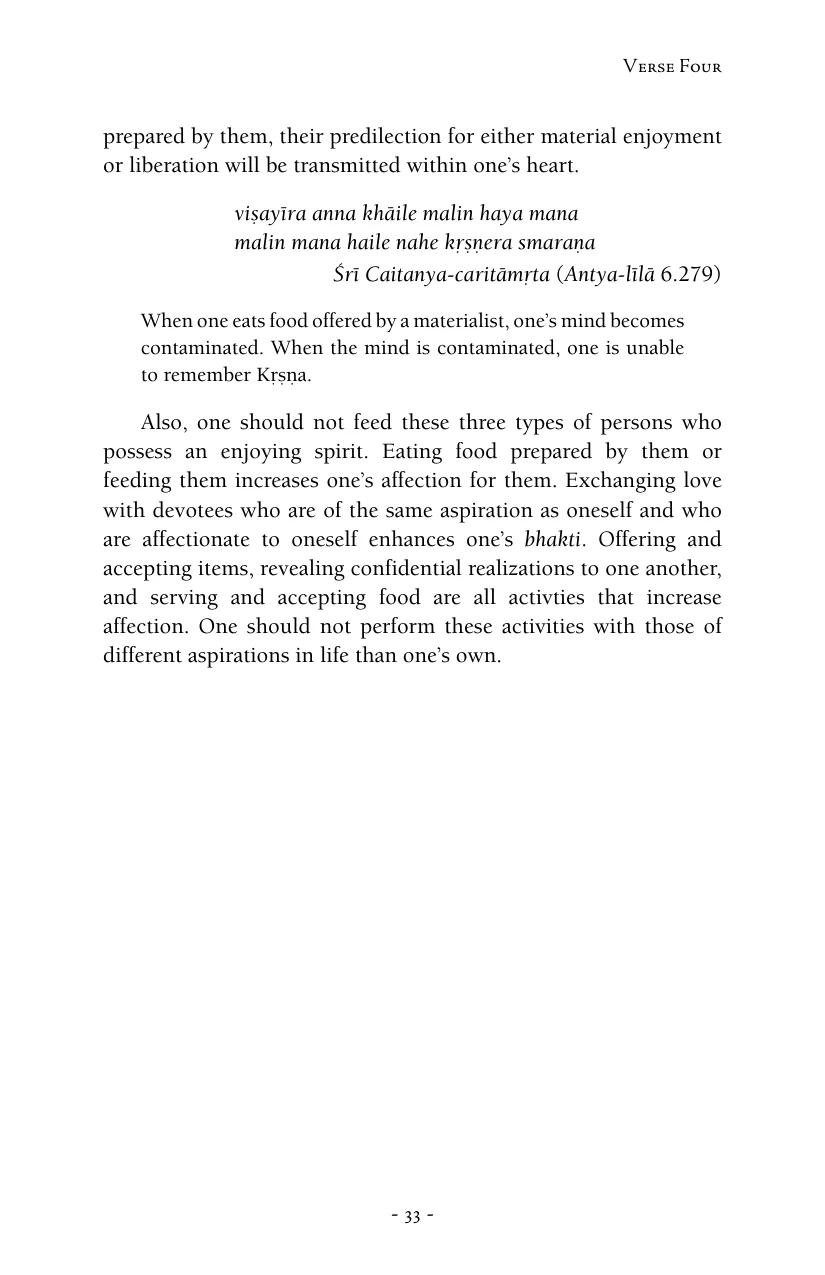 Verse Four
prepared by them, their predilection for either material enjoyment
or liberation will be transmitted within one’s heart.
viṣayīra anna khāile malin haya mana
malin mana haile nahe kṛṣṇera smaraṇa
Śrī Caitanya-caritāmṛta (Antya-līlā 6.279)
When one eats food offered by a materialist, one’s mind becomes
contaminated. When the mind is contaminated, one is unable
to remember Kṛṣṇa.
Also, one should not feed these three types of persons who
possess an enjoying spirit. Eating food prepared by them or
feeding them increases one’s affection for them. Exchanging love
with devotees who are of the same aspiration as oneself and who
are affectionate to oneself enhances one’s bhakti. Offering and
accepting items, revealing confidential realizations to one another,
and serving and accepting food are all activties that increase
affection. One should not perform these activities with those of
different aspirations in life than one’s own.
- 33 -